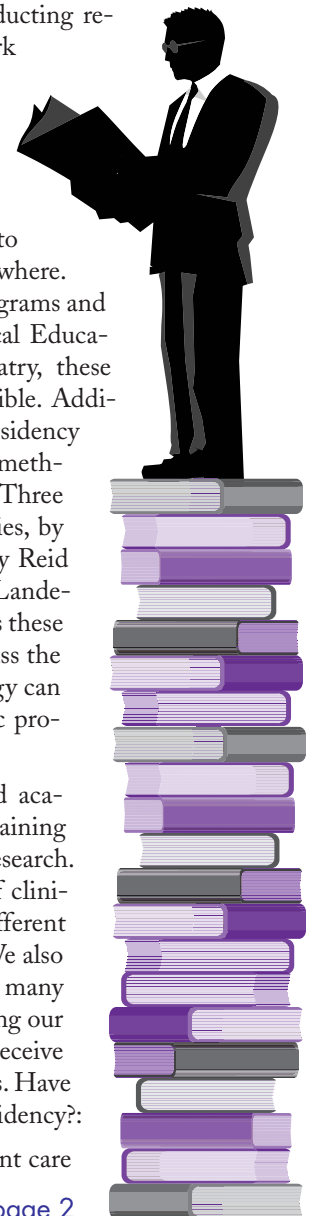 ducting re-
rk
to
where.
grams and
cal Educa-
atry, these
ible. Addi-
sidency
meth-
Three
ies, by
y Reid
Lande-
s these
ss the
gy can
c pro-
d aca-
aining
esearch.
f clini-
fferent
We also
many
ng our
eceive
s. Have
idency?:
nt care
page 2